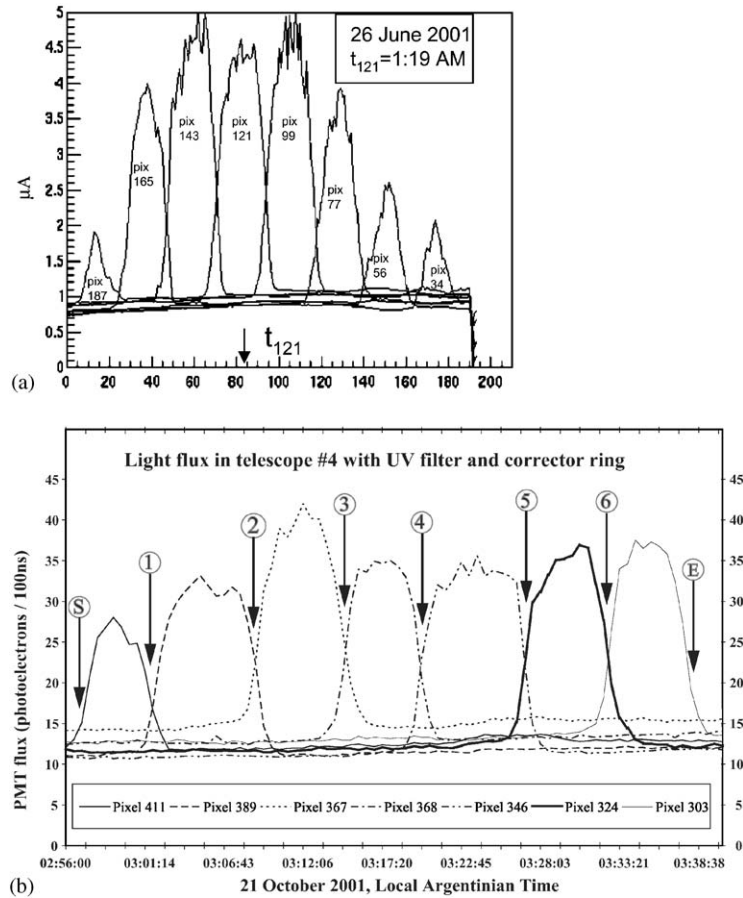 5
4.5
4
3.5
3
2.5
2
1.5
1
0.5
0
μA
26 June 2001
t121=1:19 AM
pix
187
pix
165
pix
143
pix
121
pix
99
pix
77
pix
56
pix
34
t121
0 20 40 60 80 100 120 140 160 180 200
(a)
Light flux in telescope #4 with UV filter and corrector ring
PMT flux (photoelectrons / 100ns)
45 45
40 40
35 35
30 30
25 25
20 20
15 15
10 10
5 5
0 0
S 1 2 3 4 5 6 E
Pixel 411 Pixel 389 Pixel 367 Pixel 368 Pixel 346 Pixel 324 Pixel 303
02:56:00 03:01:14 03:06:43 03:12:06 03:17:20 03:22:45 03:28:03 03:33:21 03:38:38
(b)
21 October 2001, Local Argentinian Time